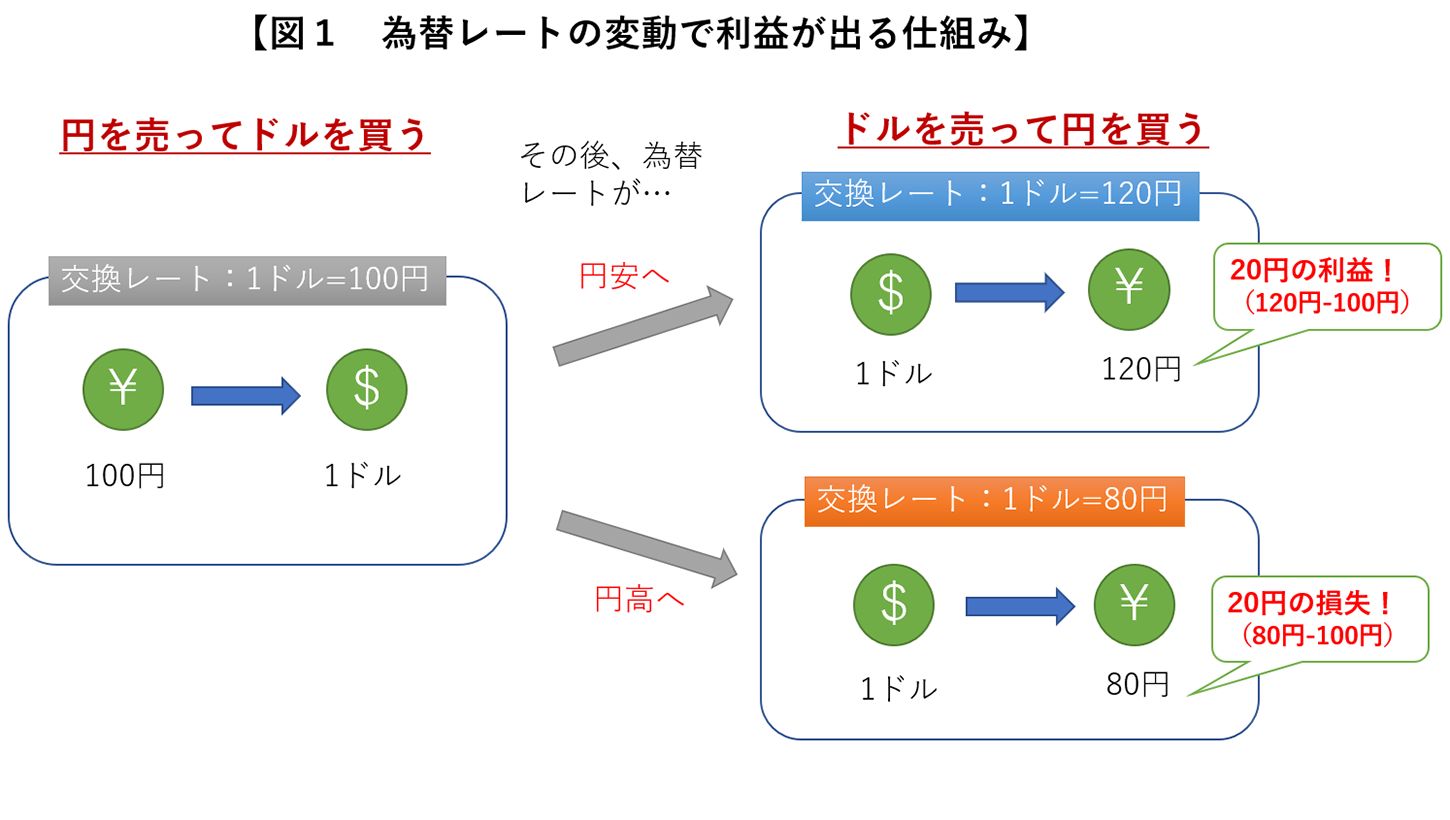 【図１　為替レートの変動で利益が出る仕組み】
円を売ってドルを買う
その後、為替
レートが…
ドルを売って円を買う
交換レート：1ドル=100円
¥
$
100円
1ドル
円安へ
円高へ
交換レート：1ドル=120円
$
¥
1ドル
120円
20円の利益！
（120円-100円）
交換レート：1ドル=80円
$
¥
1ドル
80円
20円の損失！
（80円-100円）